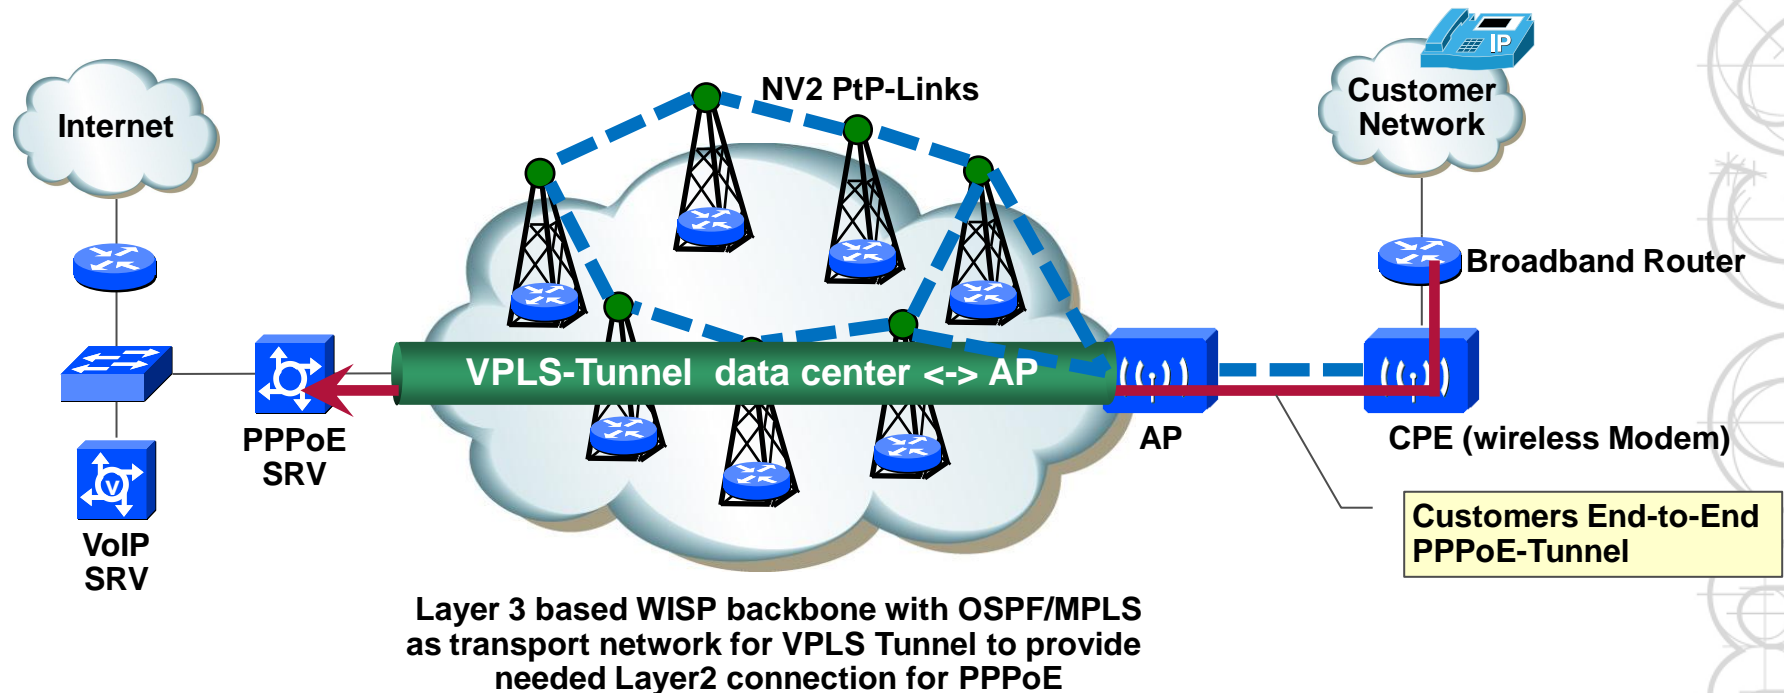 IP
NV2 PtP-Links
Customer
Network
Internet
Broadband Router
VPLS-Tunnel data center <-> AP
PPPoE
SRV
AP
CPE (wireless Modem)
V
VoIP
SRV
Customers End-to-End
PPPoE-Tunnel
Layer 3 based WISP backbone with OSPF/MPLS
as transport network for VPLS Tunnel to provide
needed Layer2 connection for PPPoE